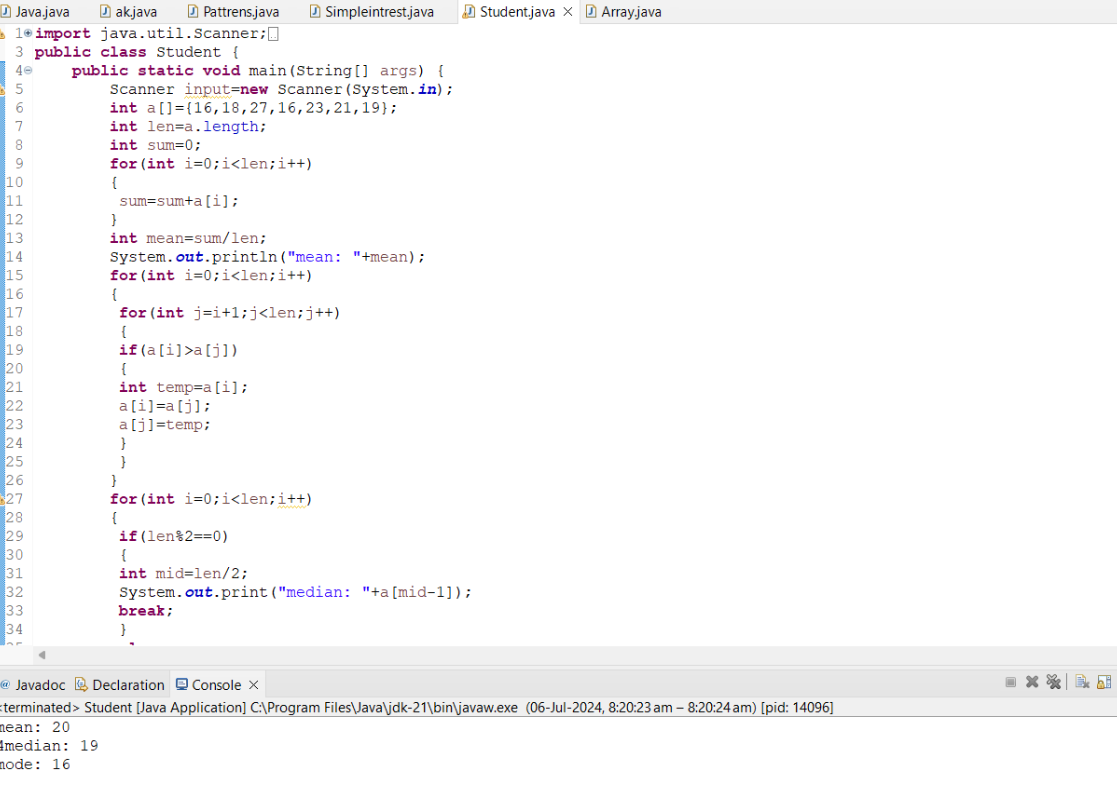 Java.java ak.java Pattrens.java Simpleintrest.java Student.java Array.java
1 import java.util.Scanner;
3 public class Student {
4 public static void main(String[] args) {
5 Scanner input=new Scanner(System.in);
6 int a[]={16,18,27,16,23,21,19};
7 int len=a.length;
8 int sum=0;
9 for(int i=0;i<len;i++)
10 {
11 sum=sum+a[i];
12 }
13 int mean=sum/len;
14 System.out.println("mean: "+mean);
15 for(int i=0;i<len;i++)
16 {
17 for(int j=i+1;j<len;j++)
18 {
19 if(a[i]>a[j])
20 {
21 int temp=a[i];
22 a[i]=a[j];
23 a[j]=temp;
24 }
25 }
26 }
27 for(int i=0;i<len;i++)
28 {
29 if(len%2==0)
30 {
31 int mid=len/2;
32 System.out.print("median: "+a[mid-1]);
33 break;
34 }
@ Javadoc Declaration Console
<terminated> Student [Java Application] C:\Program Files\Java\jdk-21\bin\javaw.exe (06-Jul-2024, 8:20:23 am – 8:20:24 am) [pid: 14096]
mean: 20
4median: 19
mode: 16